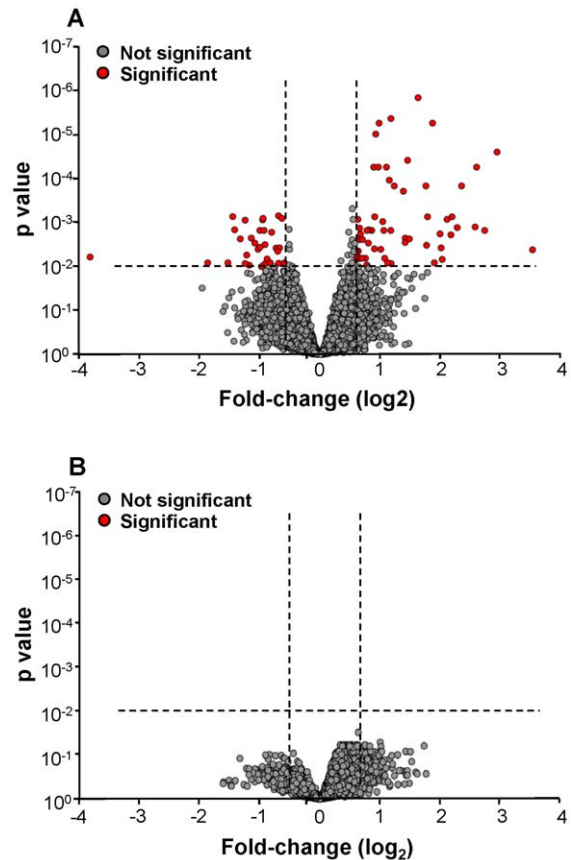 A
10⁻⁷
Not significant
Significant
10⁻⁶
10⁻⁵
10⁻⁴
10⁻³
10⁻²
10⁻¹
10⁰
p value
-4 -3 -2 -1 0 1 2 3 4
Fold-change (log2)
B
10⁻⁷
Not significant
Significant
10⁻⁶
10⁻⁵
10⁻⁴
10⁻³
10⁻²
10⁻¹
10⁰
p value
-4 -3 -2 -1 0 1 2 3 4
Fold-change (log₂)